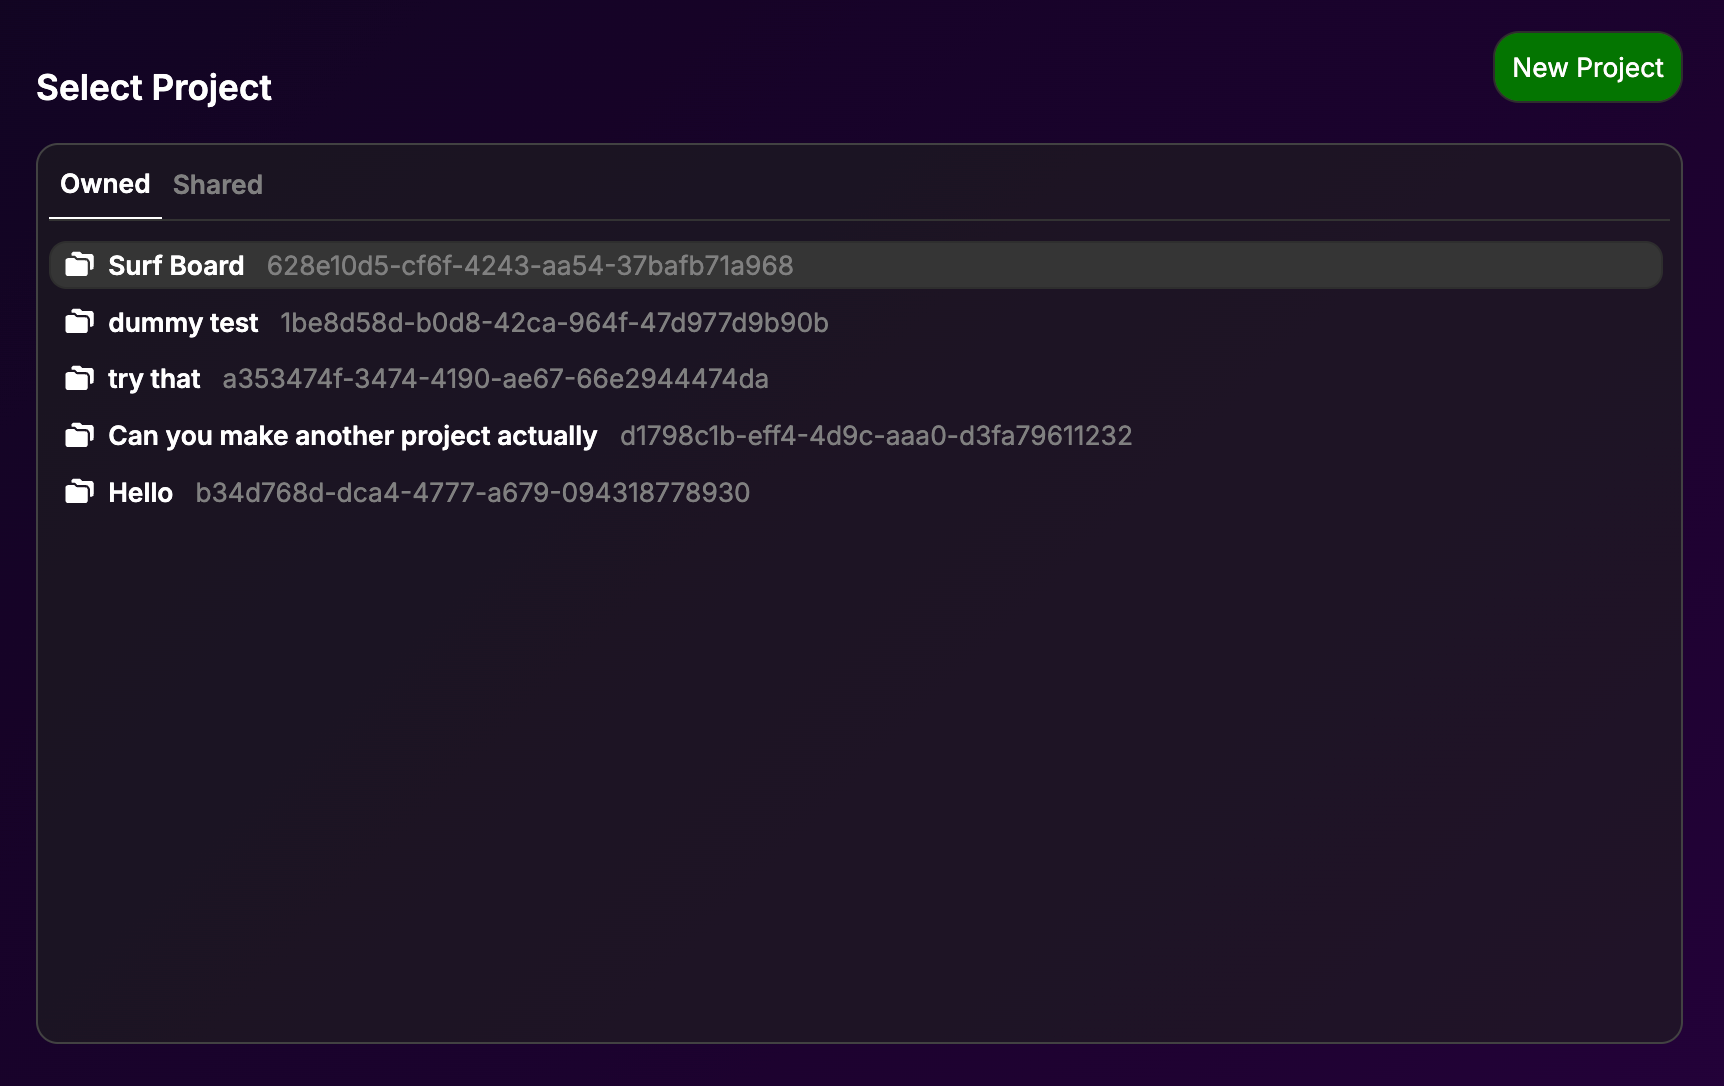 Select Project
New Project
Owned Shared
Surf Board 628e10d5-cf6f-4243-aa54-37bafb71a968
dummy test 1be8d58d-b0d8-42ca-964f-47d977d9b90b
try that a353474f-3474-4190-ae67-66e2944474da
Can you make another project actually d1798c1b-eff4-4d9c-aaa0-d3fa79611232
Hello b34d768d-dca4-4777-a679-094318778930